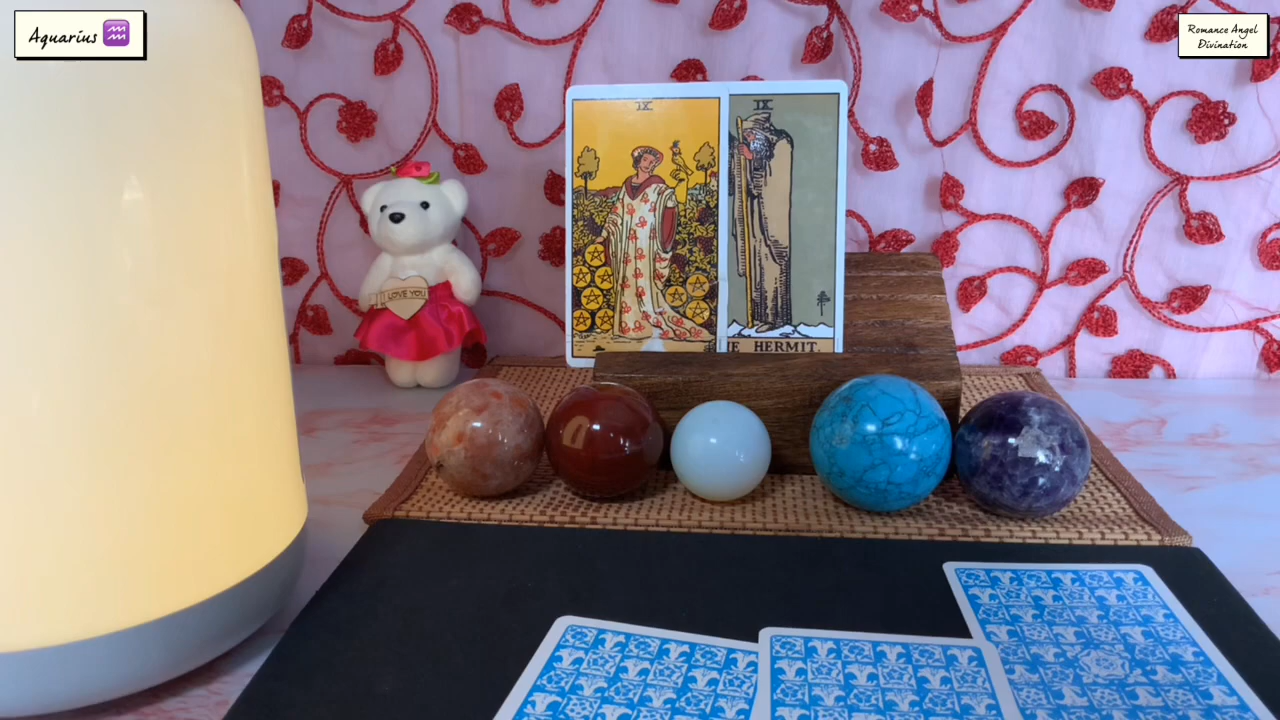 Aquarius ♒
Romance Angel
Divination
IX
IX
I LOVE YOU
HE HERMIT.